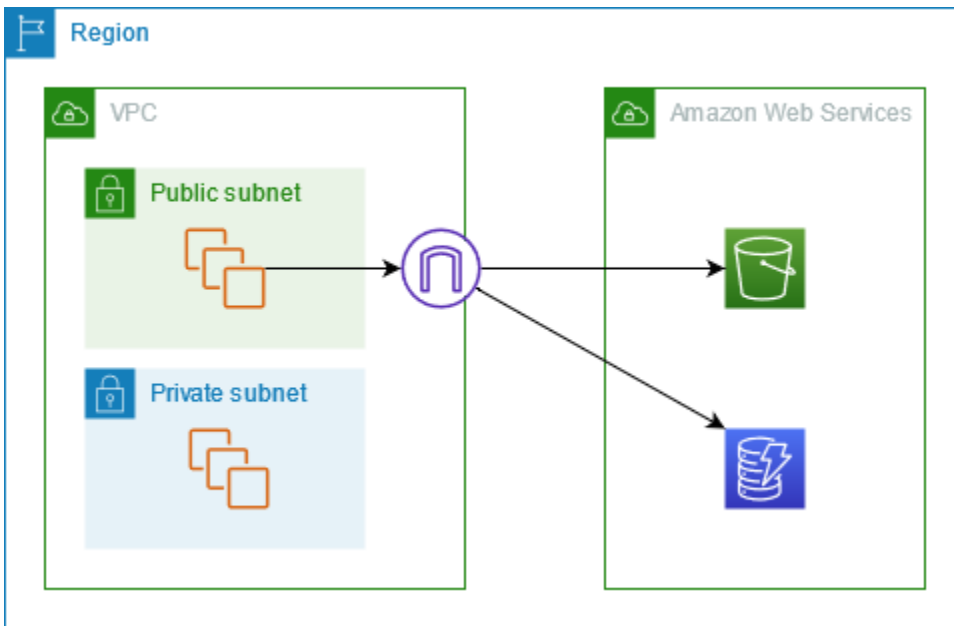 Region
VPC
Amazon Web Services
Public subnet
Private subnet